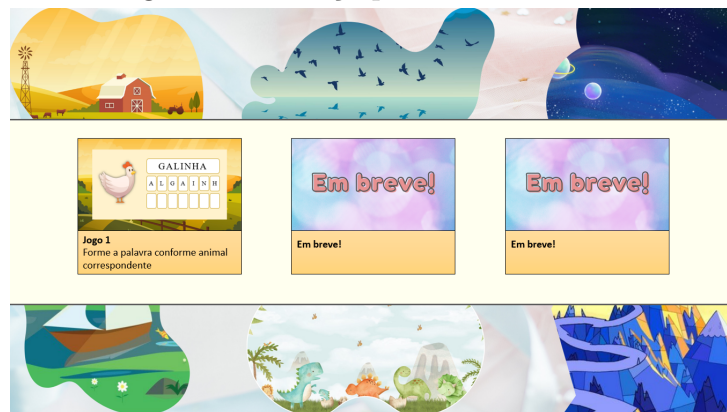 GALINHA
A L G A I N H
Jogo 1
Forme a palavra conforme animal
correspondente
Em breve!
Em breve!
Em breve!
Em breve!